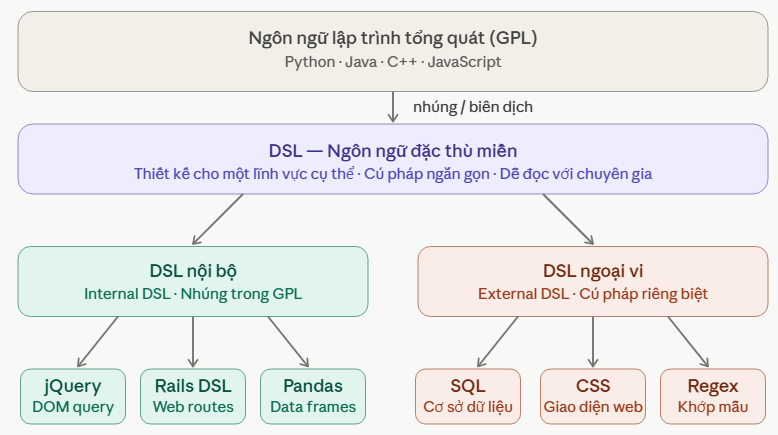 Ngôn ngữ lập trình tổng quát (GPL)
Python · Java · C++ · JavaScript
nhúng / biên dịch
DSL — Ngôn ngữ đặc thù miền
Thiết kế cho một lĩnh vực cụ thể · Cú pháp ngắn gọn · Dễ đọc với chuyên gia
DSL nội bộ
Internal DSL · Nhúng trong GPL
DSL ngoại vi
External DSL · Cú pháp riêng biệt
jQuery
DOM query
Rails DSL
Web routes
Pandas
Data frames
SQL
Cơ sở dữ liệu
CSS
Giao diện web
Regex
Khớp mẫu